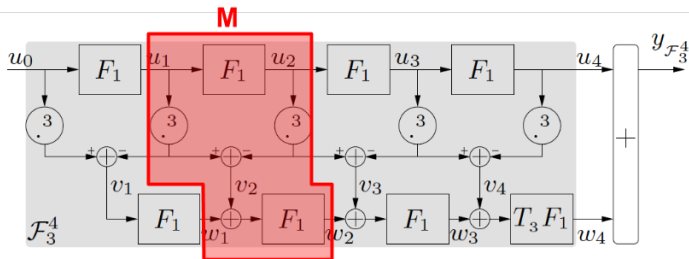 M
u₀ F₁ u₁ F₁ u₂ F₁ u₃ F₁ u₄ y_{𝓕₃⁴}
.³ .³ .³ .³ .³
+ − + − + − + − +
v₁ v₂ v₃ v₄
𝓕₃⁴ F₁ w₁ F₁ w₂ F₁ w₃ T₃ F₁ w₄